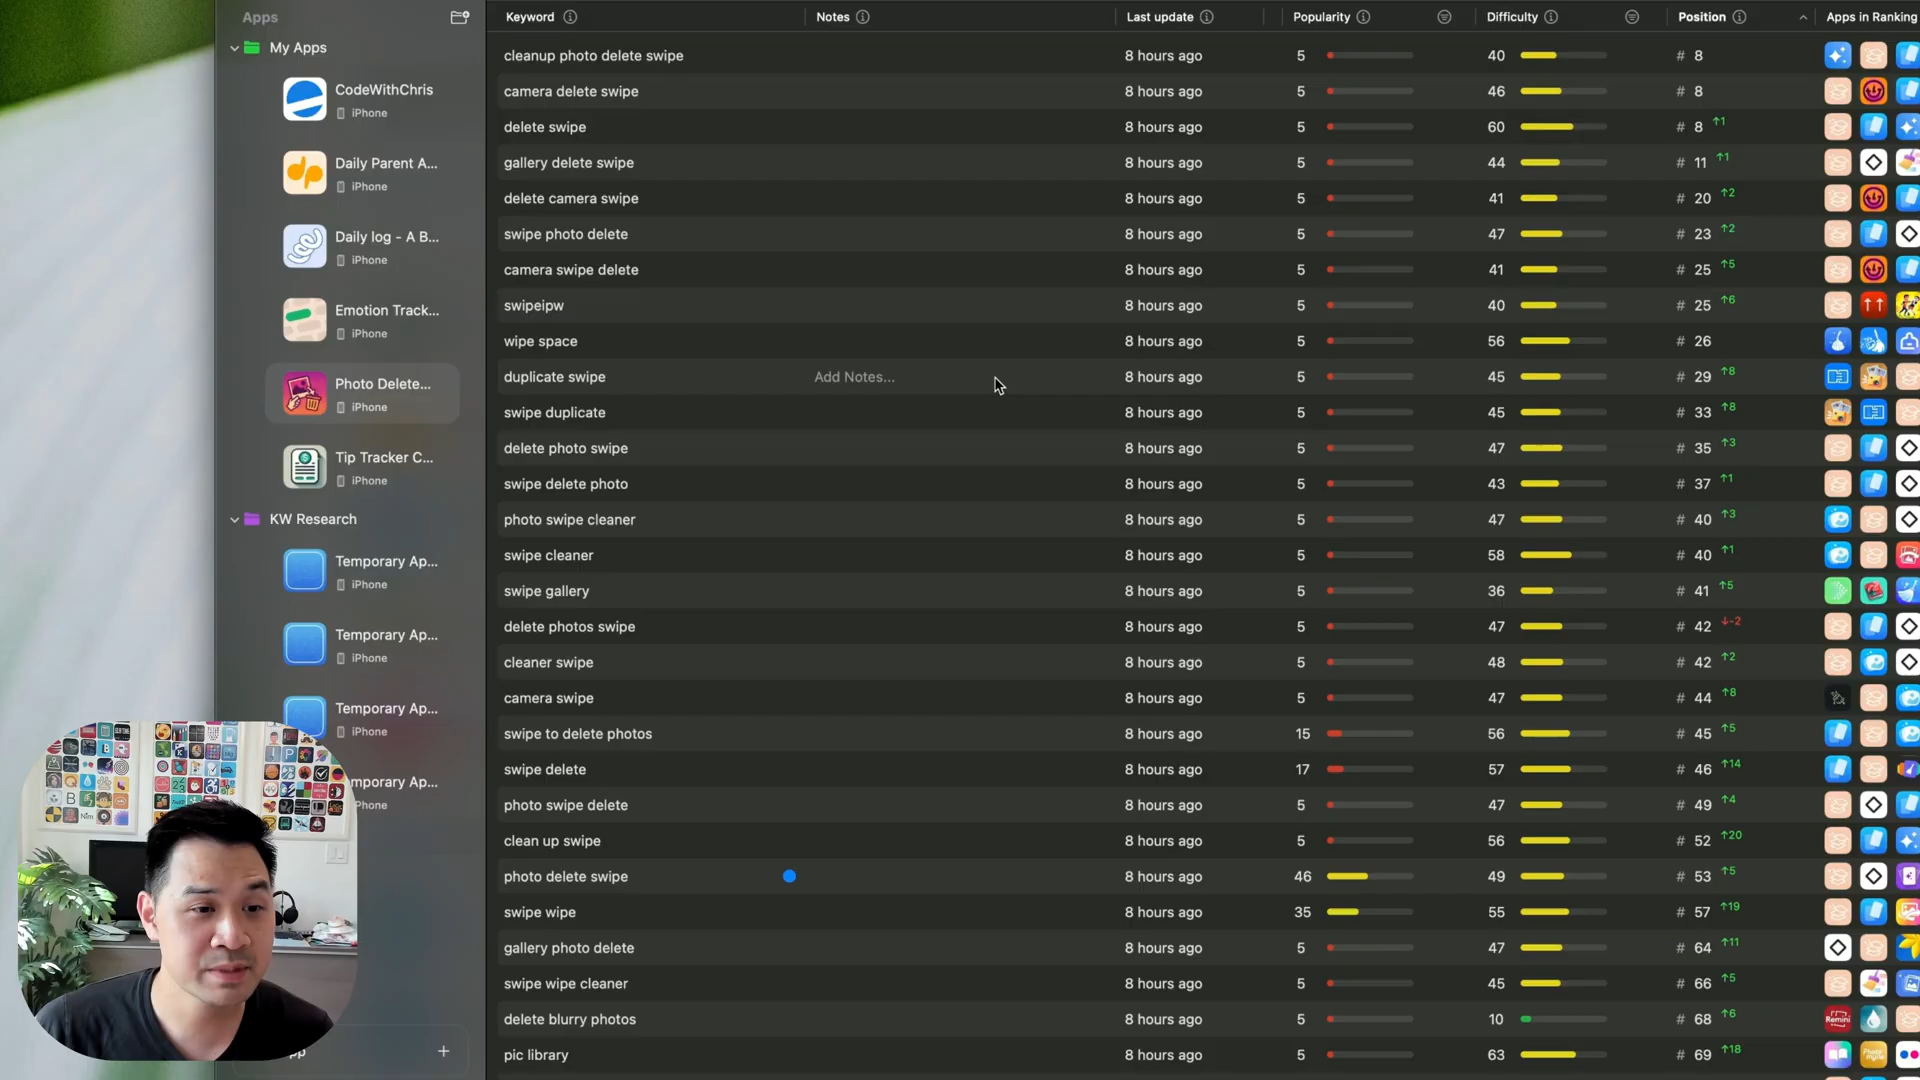 Apps
My Apps
CodeWithChris
iPhone
Daily Parent A...
iPhone
Daily log - A B...
iPhone
Emotion Track...
iPhone
Photo Delete...
iPhone
Tip Tracker C...
iPhone
KW Research
Temporary Ap...
iPhone
Temporary Ap...
iPhone
Temporary Ap...
iPhone
mporary Ap...
Phone
Keyword Notes Last update Popularity Difficulty Position Apps in Ranking
cleanup photo delete swipe 8 hours ago 5 40 # 8
camera delete swipe 8 hours ago 5 46 # 8
delete swipe 8 hours ago 5 60 # 8 ↑1
gallery delete swipe 8 hours ago 5 44 # 11 ↑1
delete camera swipe 8 hours ago 5 41 # 20 ↑2
swipe photo delete 8 hours ago 5 47 # 23 ↑2
camera swipe delete 8 hours ago 5 41 # 25 ↑5
swipeipw 8 hours ago 5 40 # 25 ↑6
wipe space 8 hours ago 5 56 # 26
duplicate swipe Add Notes... 8 hours ago 5 45 # 29 ↑8
swipe duplicate 8 hours ago 5 45 # 33 ↑8
delete photo swipe 8 hours ago 5 47 # 35 ↑3
swipe delete photo 8 hours ago 5 43 # 37 ↑1
photo swipe cleaner 8 hours ago 5 47 # 40 ↑3
swipe cleaner 8 hours ago 5 58 # 40 ↑1
swipe gallery 8 hours ago 5 36 # 41 ↑5
delete photos swipe 8 hours ago 5 47 # 42 ↓-2
cleaner swipe 8 hours ago 5 48 # 42 ↑2
camera swipe 8 hours ago 5 47 # 44 ↑8
swipe to delete photos 8 hours ago 15 56 # 45 ↑5
swipe delete 8 hours ago 17 57 # 46 ↑14
photo swipe delete 8 hours ago 5 47 # 49 ↑4
clean up swipe 8 hours ago 5 56 # 52 ↑20
photo delete swipe 8 hours ago 46 49 # 53 ↑5
swipe wipe 8 hours ago 35 55 # 57 ↑19
gallery photo delete 8 hours ago 5 47 # 64 ↑11
swipe wipe cleaner 8 hours ago 5 45 # 66 ↑5
delete blurry photos 8 hours ago 5 10 # 68 ↑6
Remini
pic library 8 hours ago 5 63 # 69 ↑18